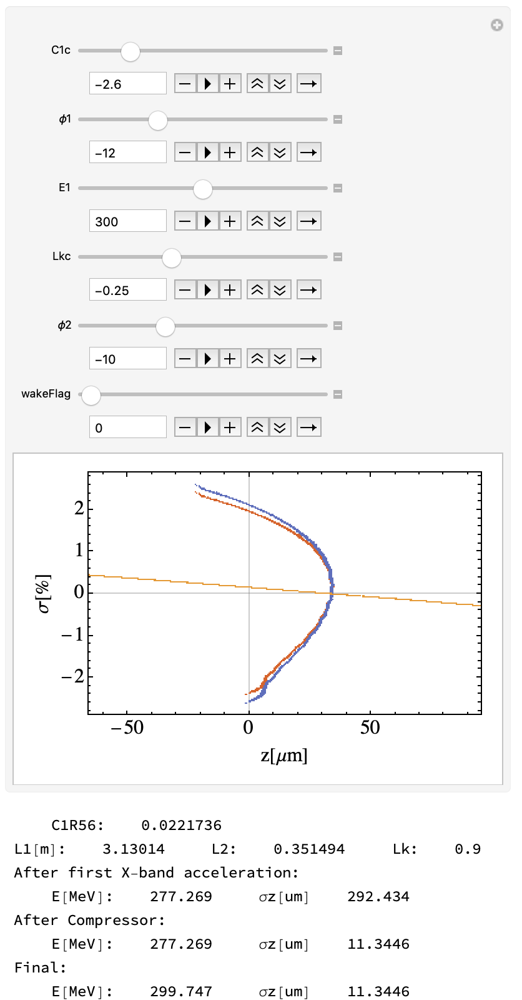 C1c
−2.6
ϕ1
−12
E1
300
Lkc
−0.25
ϕ2
−10
wakeFlag
0
2
1
0
−1
−2
σ[%]
−50 0 50
z[μm]
C1R56: 0.0221736
L1[m]: 3.13014 L2: 0.351494 Lk: 0.9
After first X−band acceleration:
E[MeV]: 277.269 σz[um] 292.434
After Compressor:
E[MeV]: 277.269 σz[um] 11.3446
Final:
E[MeV]: 299.747 σz[um] 11.3446